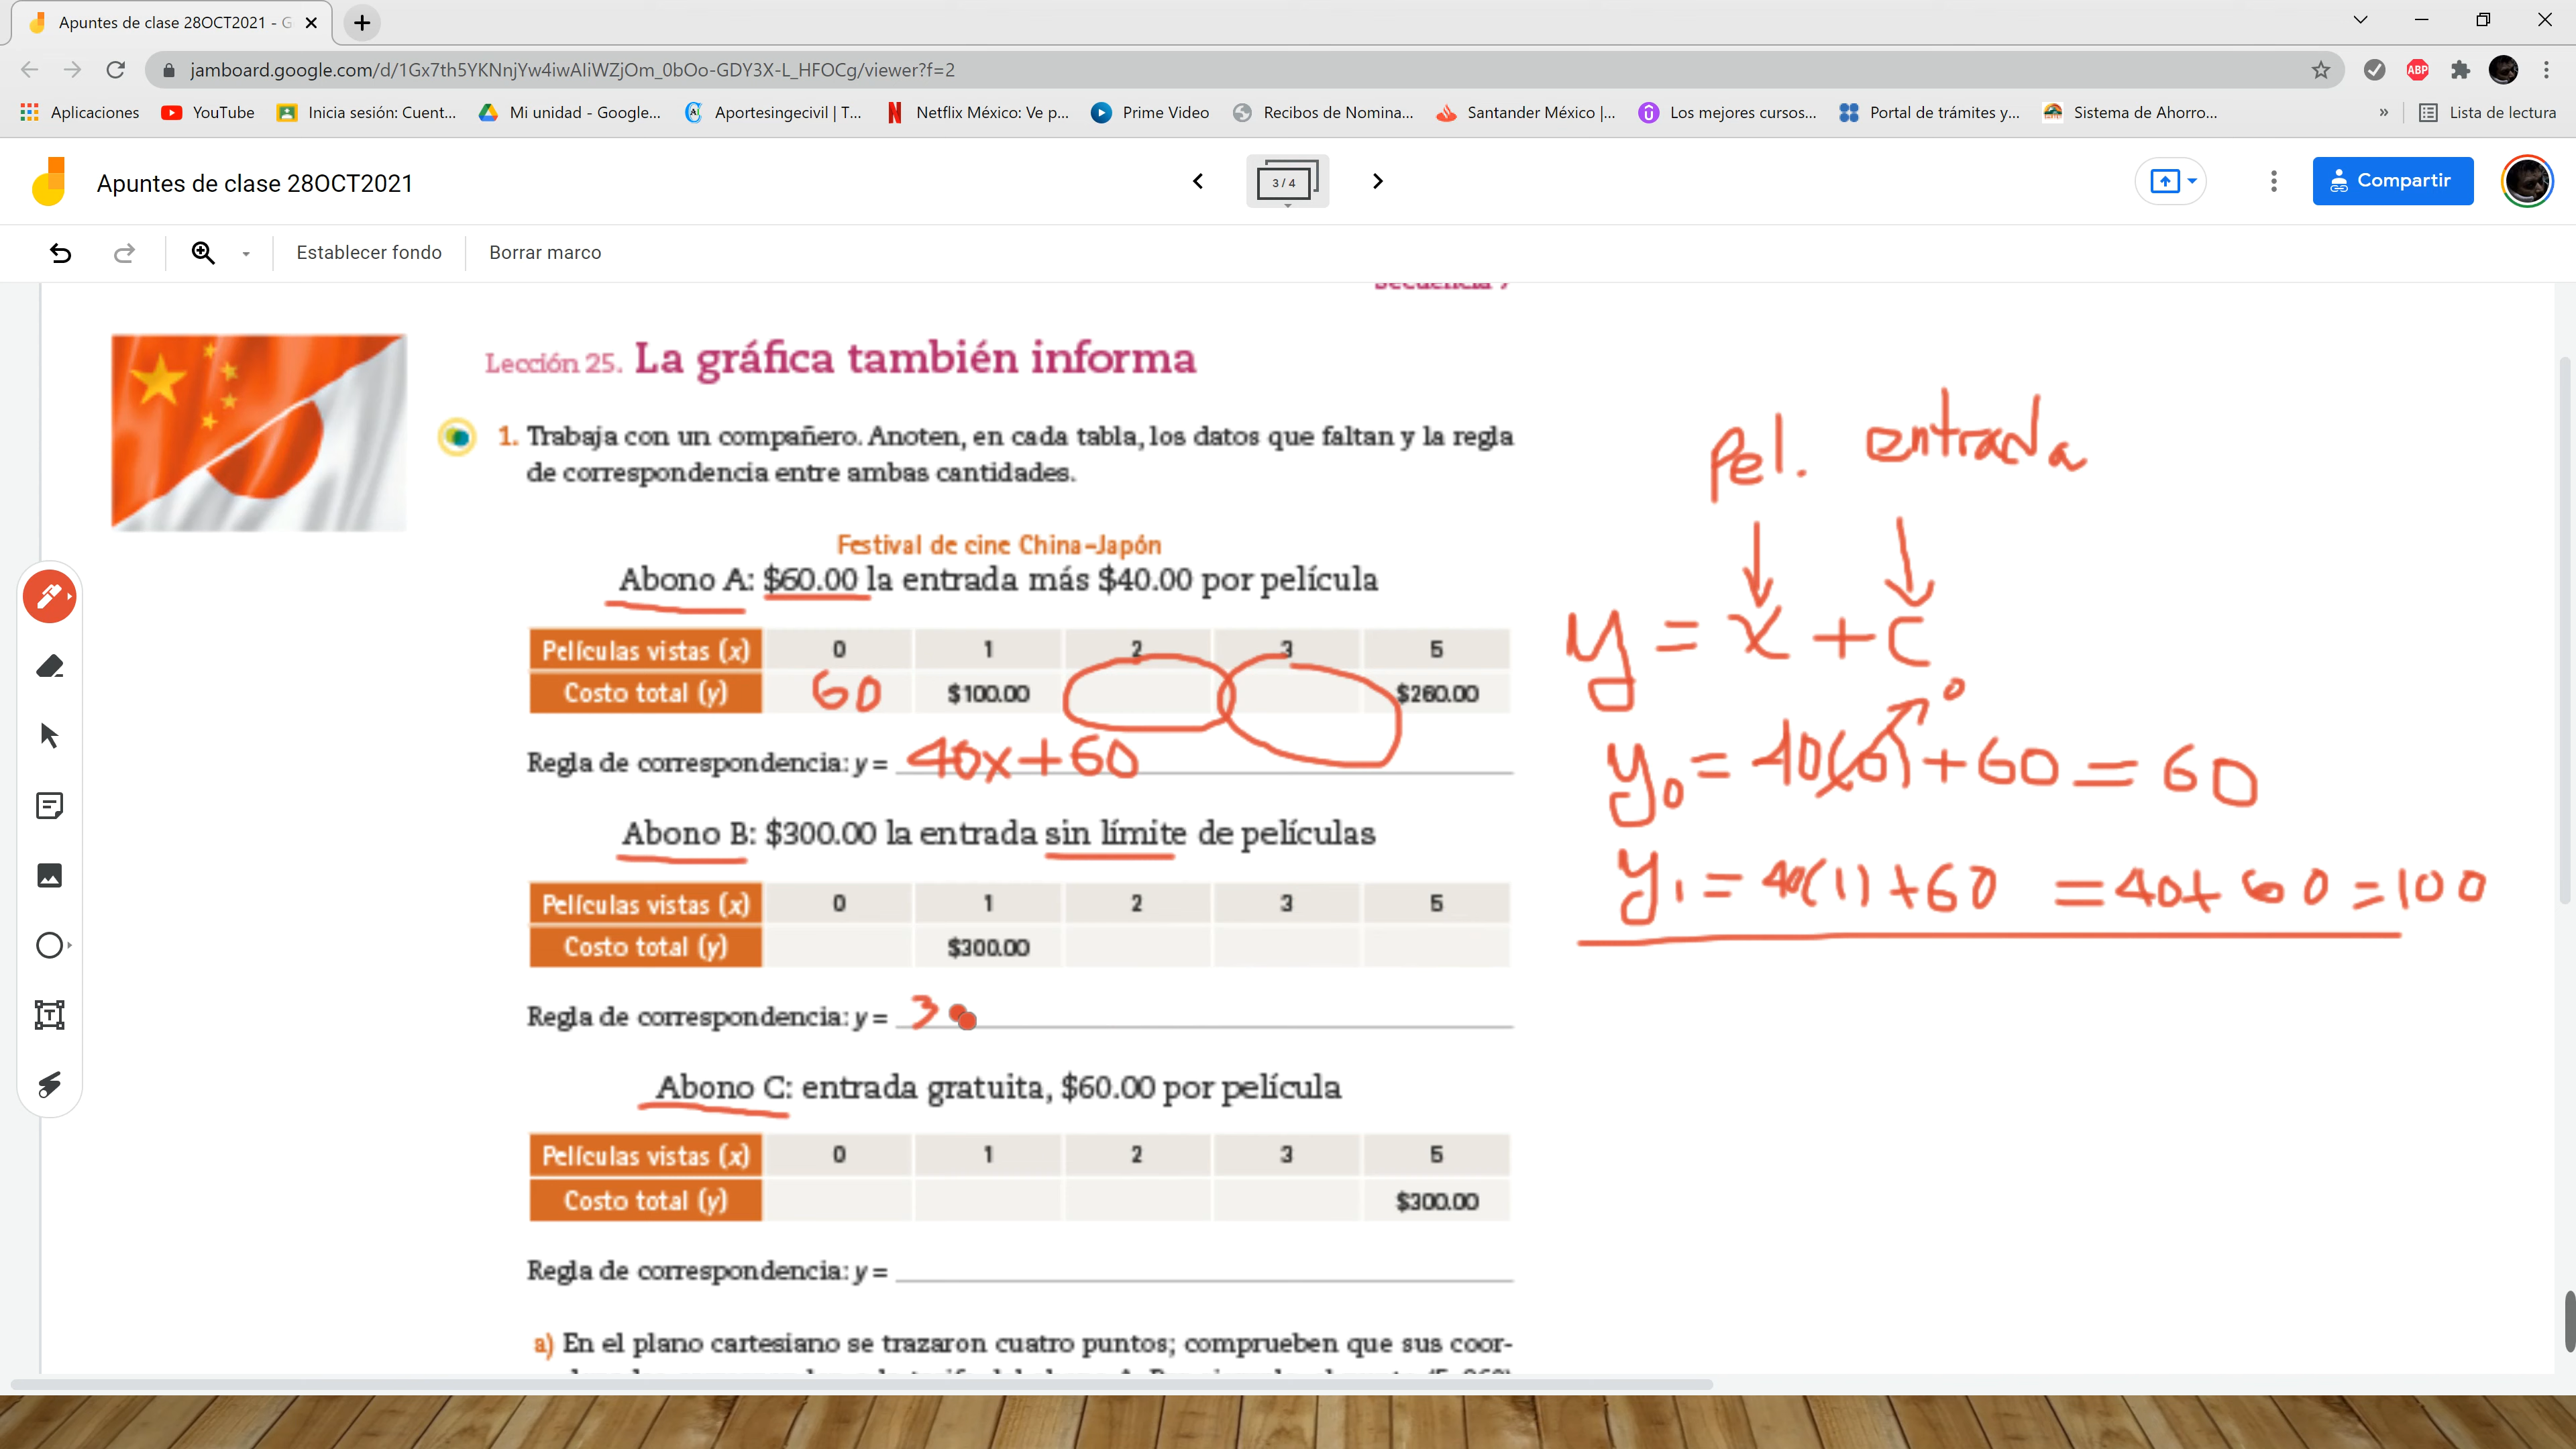 Apuntes de clase 28OCT2021 - G
jamboard.google.com/d/1Gx7th5YKNnjYw4iwAIiWZjOm_0bOo-GDY3X-L_HFOCg/viewer?f=2
ABP
Aplicaciones YouTube Inicia sesión: Cuent... Mi unidad - Google... Aportesingecivil | T... Netflix México: Ve p... Prime Video Recibos de Nomina... Santander México |... Los mejores cursos... Portal de trámites y... Sistema de Ahorro... » Lista de lectura
Apuntes de clase 28OCT2021
3 / 4
Compartir
Establecer fondo Borrar marco
Secuencia 7
Lección 25. La gráfica también informa
1. Trabaja con un compañero. Anoten, en cada tabla, los datos que faltan y la regla
de correspondencia entre ambas cantidades.
Festival de cine China-Japón
Abono A: $60.00 la entrada más $40.00 por película
Películas vistas (x) 0 1 2 3 5
Costo total (y) 60 $100.00 $260.00
Regla de correspondencia: y = 40x+60
Abono B: $300.00 la entrada sin límite de películas
Películas vistas (x) 0 1 2 3 5
Costo total (y) $300.00
Regla de correspondencia: y = 3
Abono C: entrada gratuita, $60.00 por película
Películas vistas (x) 0 1 2 3 5
Costo total (y) $300.00
Regla de correspondencia: y =
a) En el plano cartesiano se trazaron cuatro puntos; comprueben que sus coor-
Pel. entrada
y = x + c
0
y0 = 40(0) + 60 = 60
y1 = 40(1) + 60 = 40+ 60 = 100